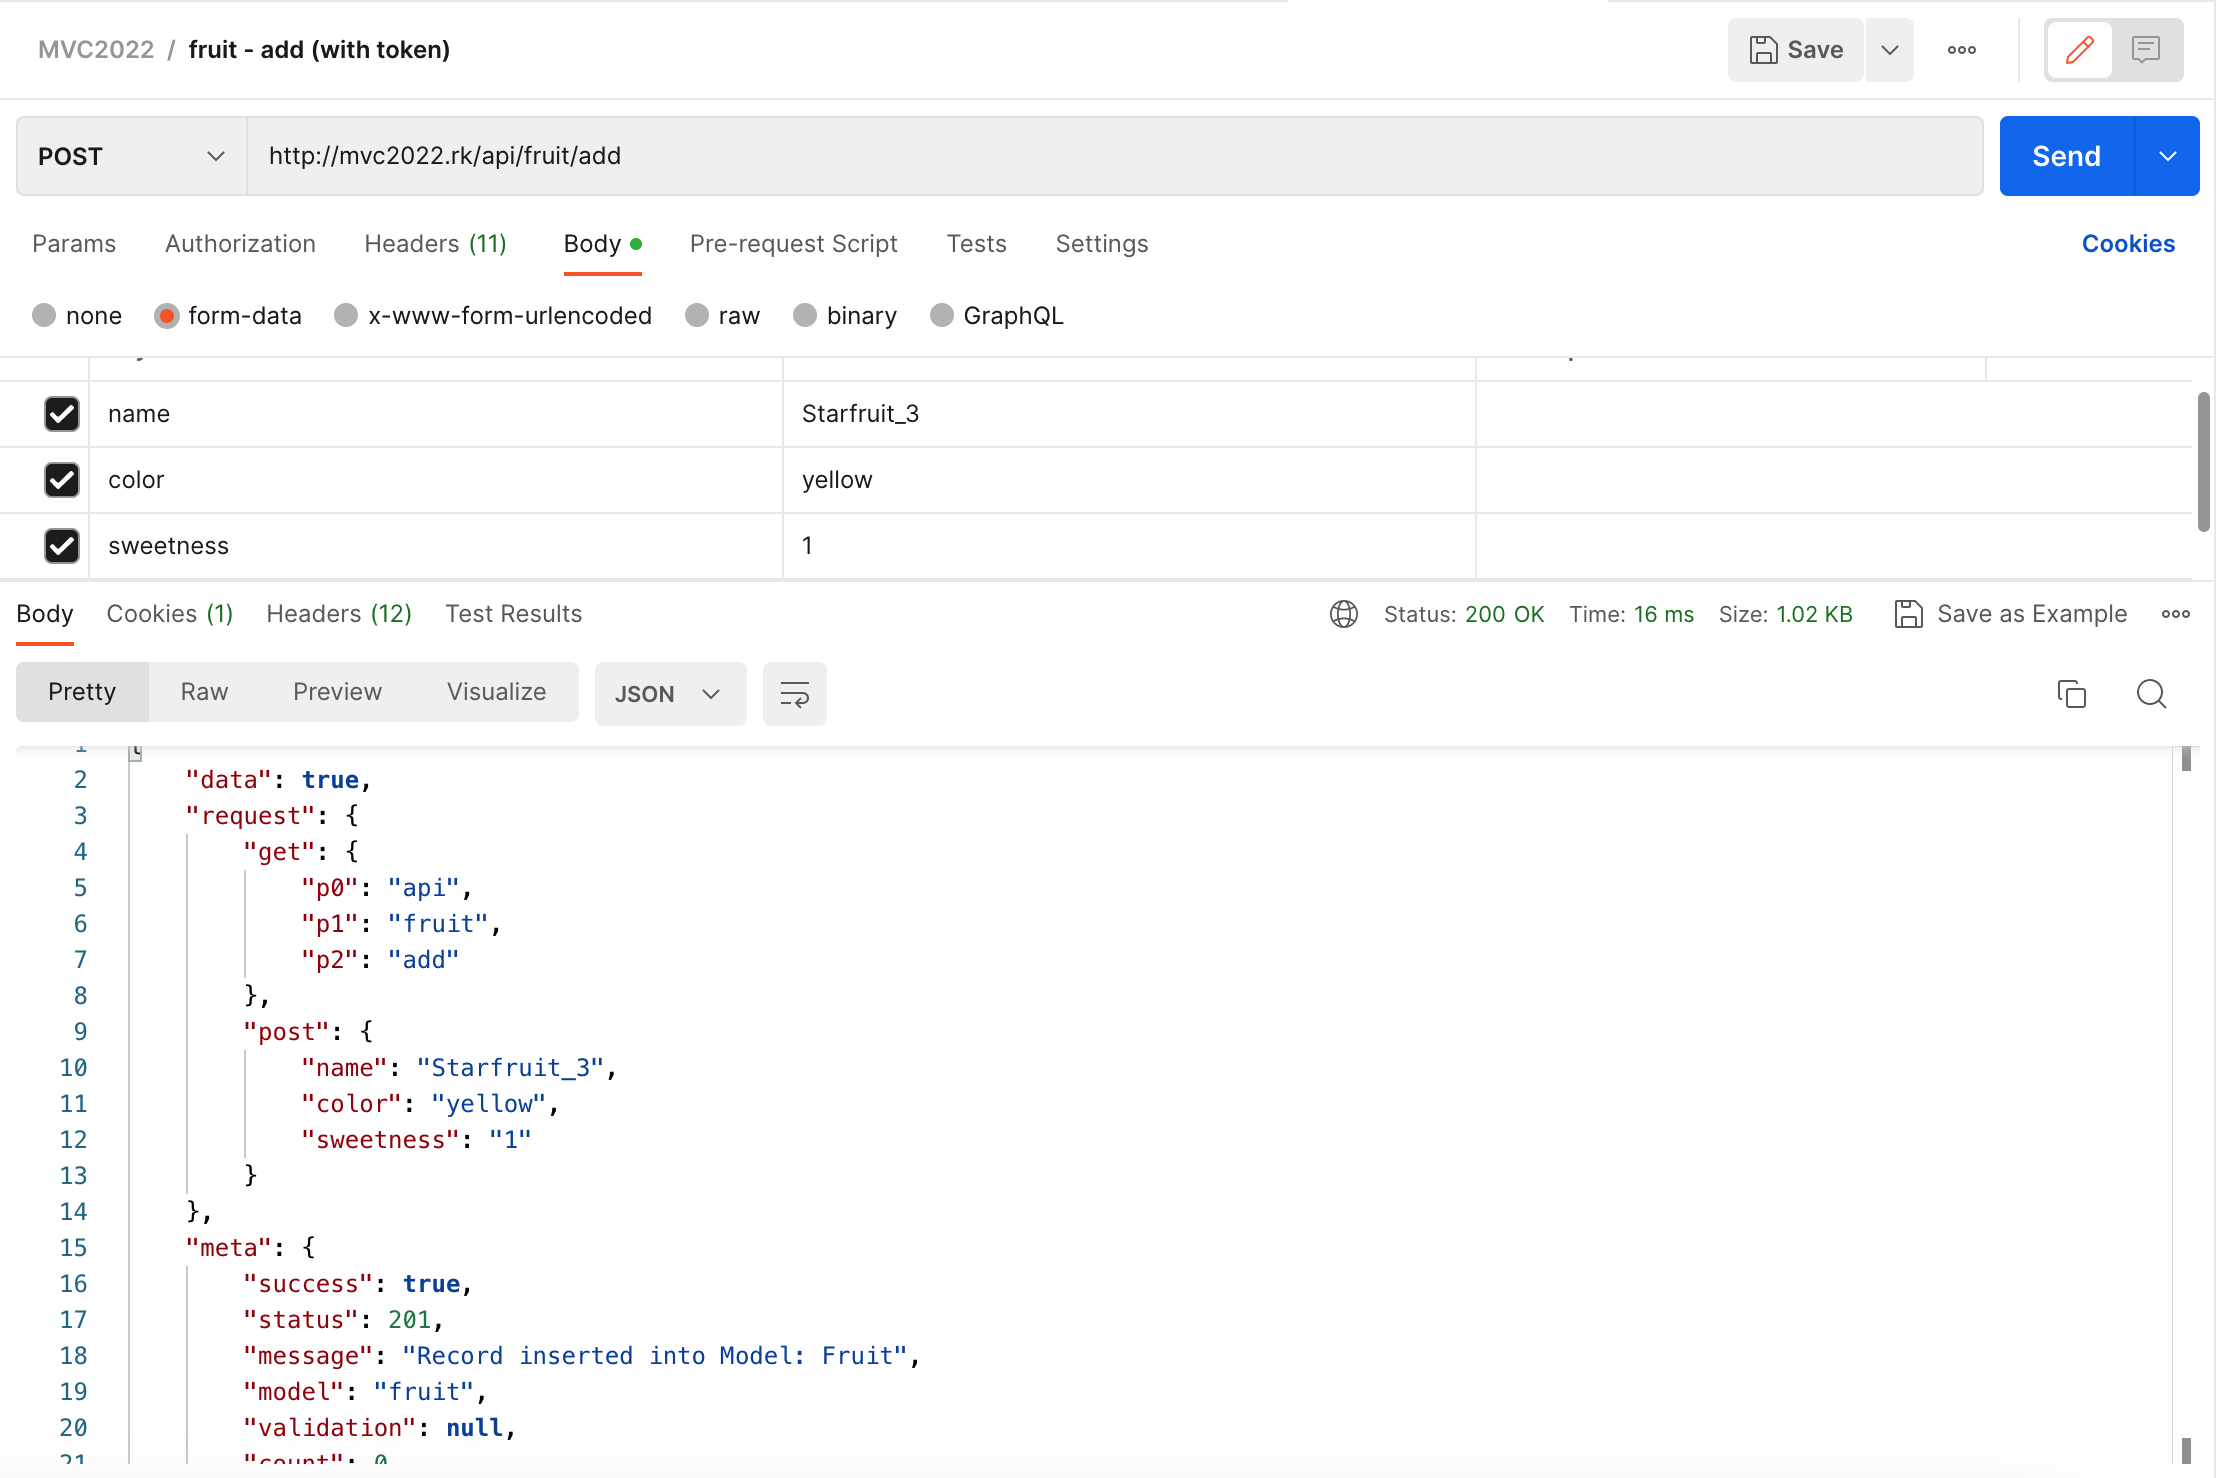 MVC2022 / fruit - add (with token)
Save
POST
http://mvc2022.rk/api/fruit/add
Send
Params Authorization Headers (11) Body Pre-request Script Tests Settings Cookies
none form-data x-www-form-urlencoded raw binary GraphQL
name Starfruit_3
color yellow
sweetness 1
Body Cookies (1) Headers (12) Test Results Status: 200 OK Time: 16 ms Size: 1.02 KB Save as Example
Pretty Raw Preview Visualize JSON
1 {
2 "data": true,
3 "request": {
4 "get": {
5 "p0": "api",
6 "p1": "fruit",
7 "p2": "add"
8 },
9 "post": {
10 "name": "Starfruit_3",
11 "color": "yellow",
12 "sweetness": "1"
13 }
14 },
15 "meta": {
16 "success": true,
17 "status": 201,
18 "message": "Record inserted into Model: Fruit",
19 "model": "fruit",
20 "validation": null,
21 "count": 0